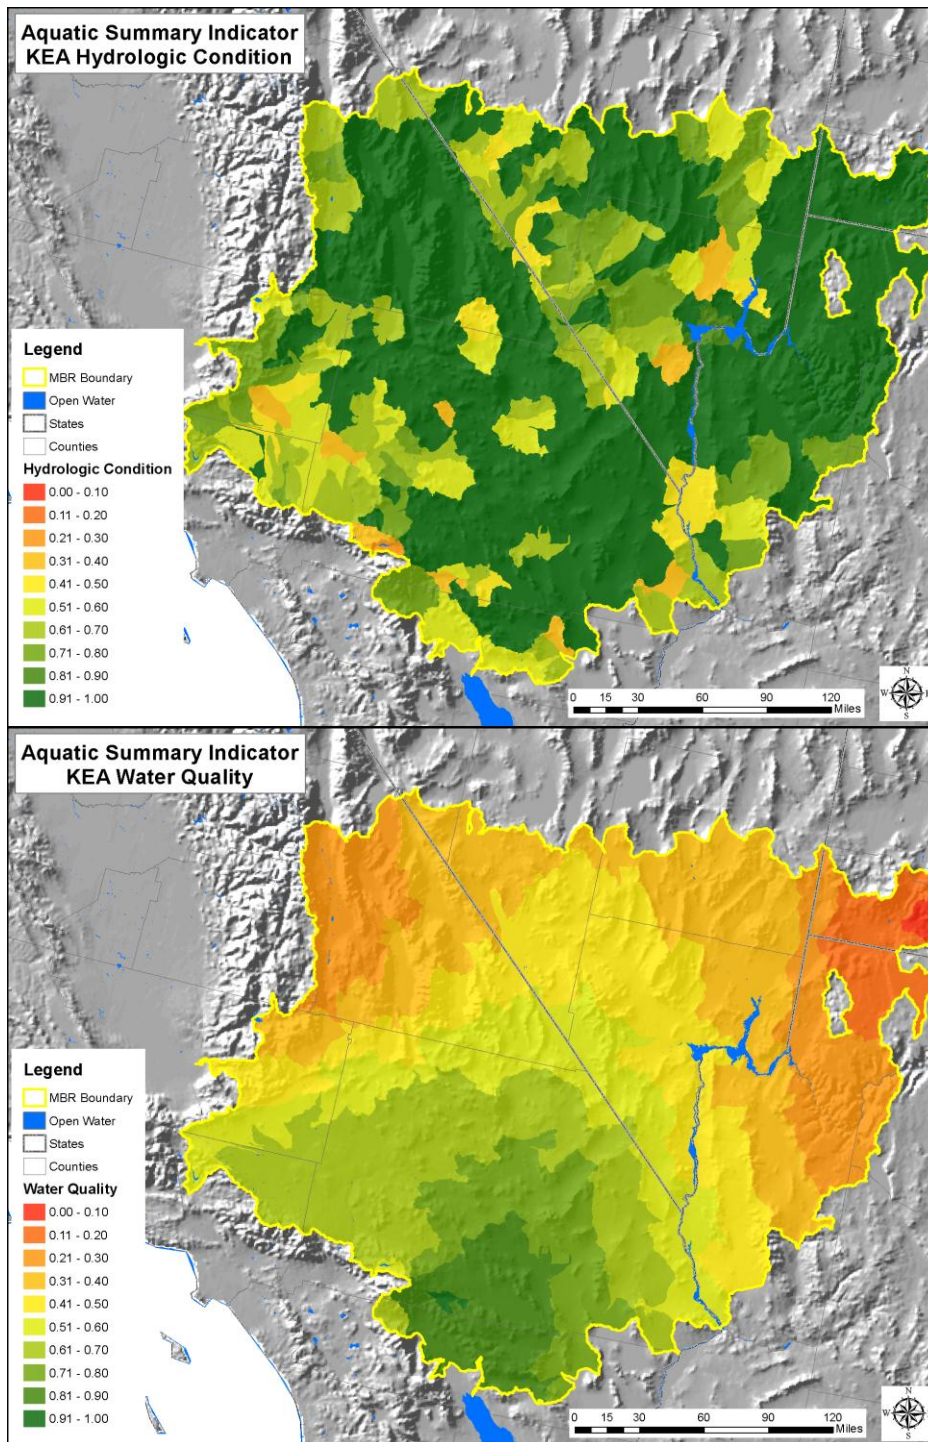 Aquatic Summary Indicator
KEA Hydrologic Condition
Legend
MBR Boundary
Open Water
States
Counties
Hydrologic Condition
0.00 - 0.10
0.11 - 0.20
0.21 - 0.30
0.31 - 0.40
0.41 - 0.50
0.51 - 0.60
0.61 - 0.70
0.71 - 0.80
0.81 - 0.90
0.91 - 1.00
N
W E
S
0 15 30 60 90 120
Miles
Aquatic Summary Indicator
KEA Water Quality
Legend
MBR Boundary
Open Water
States
Counties
Water Quality
0.00 - 0.10
0.11 - 0.20
0.21 - 0.30
0.31 - 0.40
0.41 - 0.50
0.51 - 0.60
0.61 - 0.70
0.71 - 0.80
0.81 - 0.90
0.91 - 1.00
N
W E
S
0 15 30 60 90 120
Miles